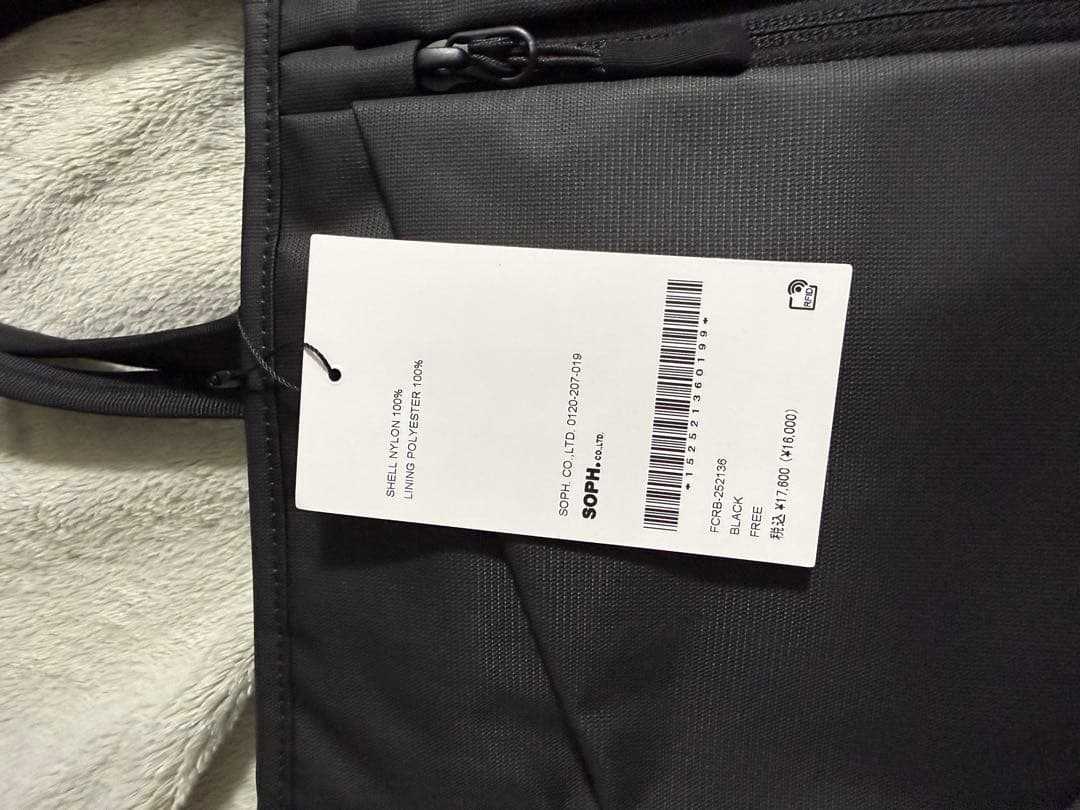 SHELL NYLON 100%
LINING POLYESTER 100%
SOPH. CO.,LTD. 0120-207-019
SOPH. CO.,LTD.
*152521360199*
FCRB-252136
BLACK
FREE
税込 ¥17,600 (¥16,000)
RFID